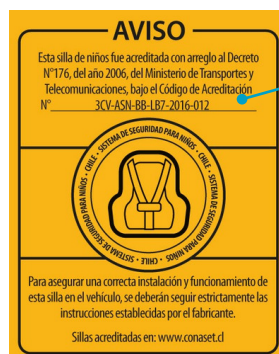 AVISO
Esta silla de niños fue acreditada con arreglo al Decreto
N°176, del año 2006, del Ministerio de Transportes y
Telecomunicaciones, bajo el Código de Acreditación
N° 3CV-ASN-BB-LB7-2016-012
SISTEMA DE SEGURIDAD PARA NIÑOS • CHILE • SISTEMA DE SEGURIDAD PARA NIÑOS • CHILE • SISTEMA DE SEGURIDAD PARA NIÑOS • CHILE •
Para asegurar una correcta instalación y funcionamiento de
esta silla en el vehículo, se deberán seguir estrictamente las
instrucciones establecidas por el fabricante.
Sillas acreditadas en: www.conaset.cl